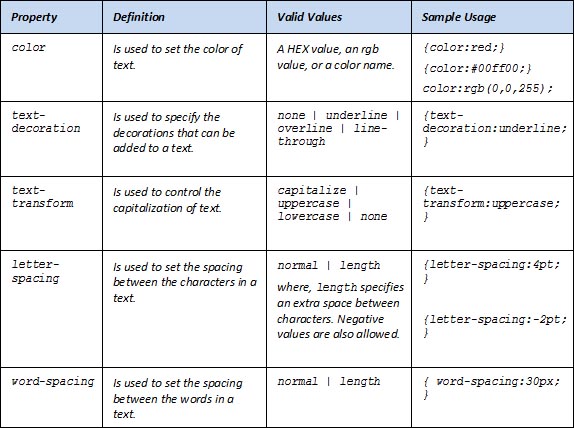 Property Definition Valid Values Sample Usage
color
Is used to set the color of
text.
A HEX value, an rgb
value, or a color name.
{color:red;}
{color:#00ff00;}
color:rgb(0,0,255);
text-
decoration
Is used to specify the
decorations that can be
added to a text.
none | underline |
overline | line-
through
{text-
decoration:underline;
}
text-
transform
Is used to control the
capitalization of text.
capitalize |
uppercase |
lowercase | none
{text-
transform:uppercase;
}
letter-
spacing
Is used to set the spacing
between the characters in a
text.
normal | length
where, length specifies
an extra space between
characters. Negative
values are also allowed.
{letter-spacing:4pt;
}
{letter-spacing:-2pt;
}
word-spacing
Is used to set the spacing
between the words in a
text.
normal | length
{ word-spacing:30px;
}